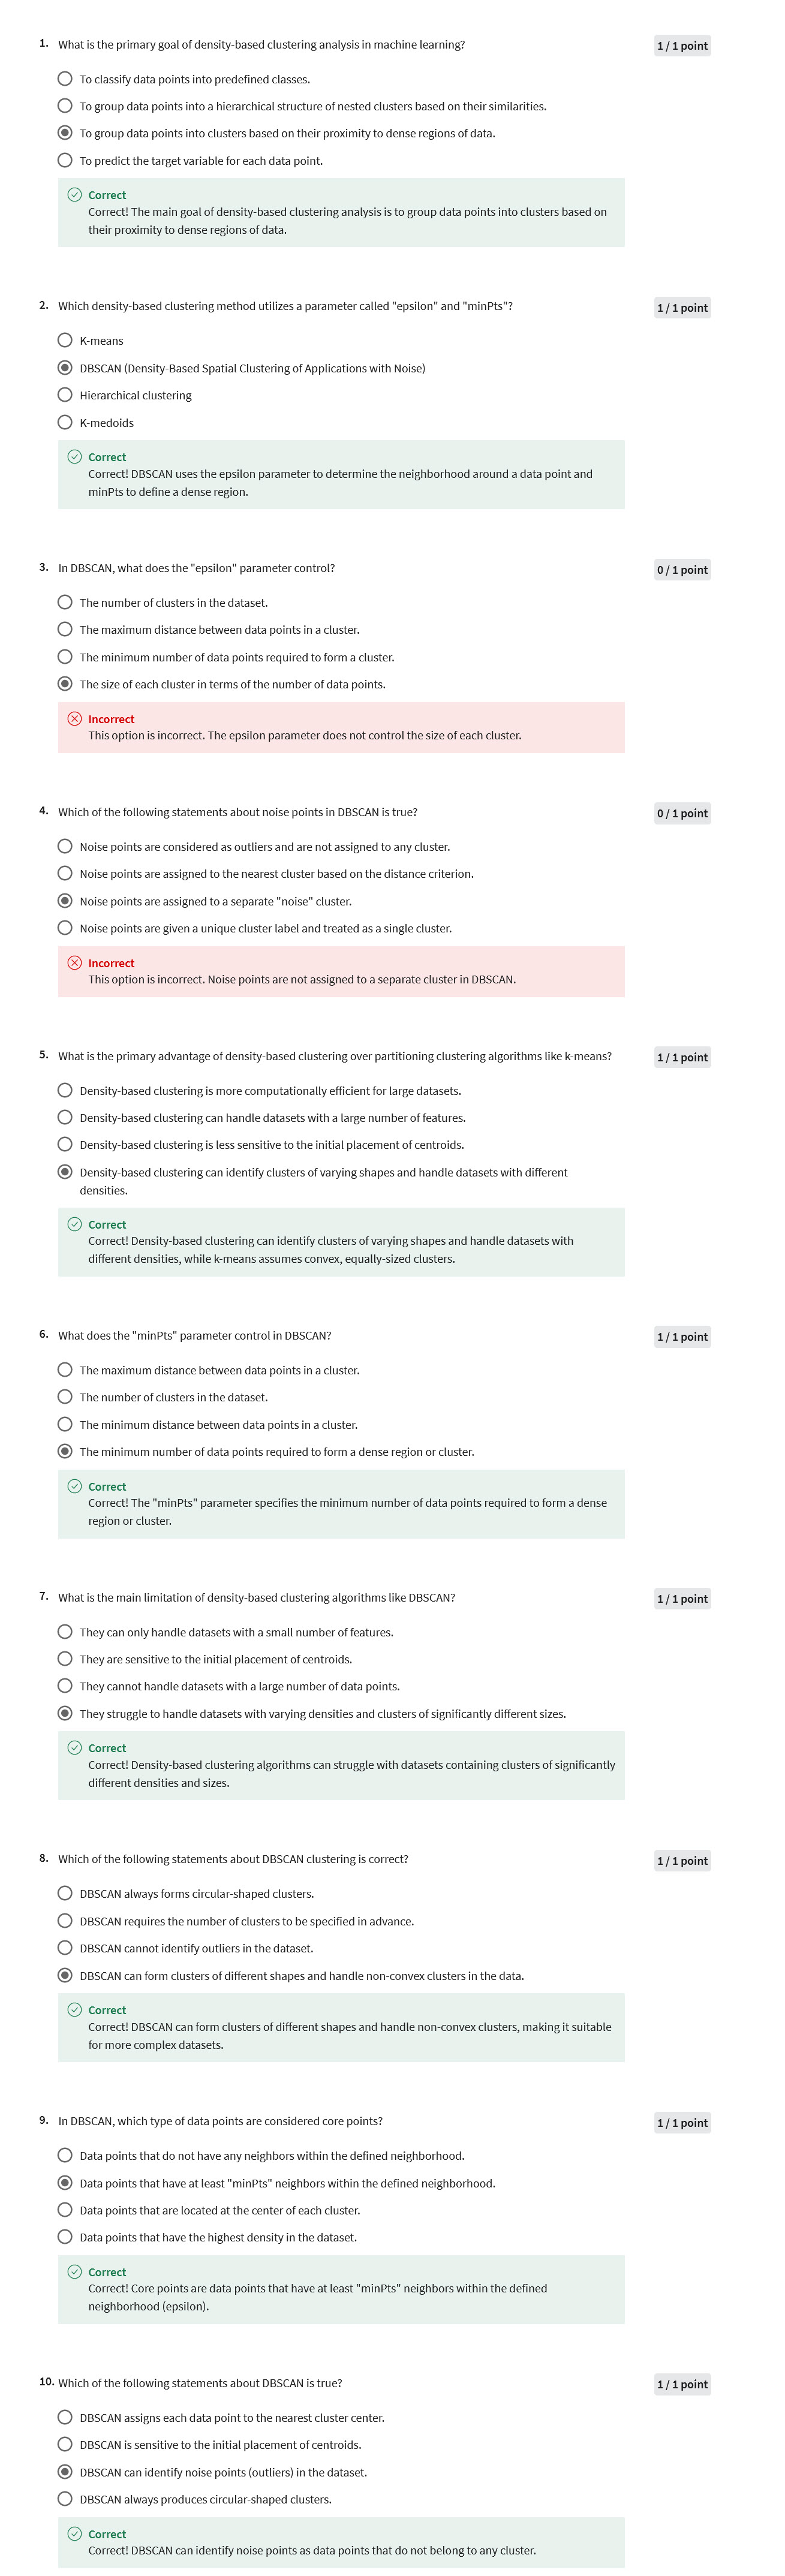 1. What is the primary goal of density-based clustering analysis in machine learning? 1 / 1 point
To classify data points into predefined classes.
To group data points into a hierarchical structure of nested clusters based on their similarities.
To group data points into clusters based on their proximity to dense regions of data.
To predict the target variable for each data point.
Correct
Correct! The main goal of density-based clustering analysis is to group data points into clusters based on
their proximity to dense regions of data.
2. Which density-based clustering method utilizes a parameter called "epsilon" and "minPts"? 1 / 1 point
K-means
DBSCAN (Density-Based Spatial Clustering of Applications with Noise)
Hierarchical clustering
K-medoids
Correct
Correct! DBSCAN uses the epsilon parameter to determine the neighborhood around a data point and
minPts to define a dense region.
3. In DBSCAN, what does the "epsilon" parameter control? 0 / 1 point
The number of clusters in the dataset.
The maximum distance between data points in a cluster.
The minimum number of data points required to form a cluster.
The size of each cluster in terms of the number of data points.
Incorrect
This option is incorrect. The epsilon parameter does not control the size of each cluster.
4. Which of the following statements about noise points in DBSCAN is true? 0 / 1 point
Noise points are considered as outliers and are not assigned to any cluster.
Noise points are assigned to the nearest cluster based on the distance criterion.
Noise points are assigned to a separate "noise" cluster.
Noise points are given a unique cluster label and treated as a single cluster.
Incorrect
This option is incorrect. Noise points are not assigned to a separate cluster in DBSCAN.
5. What is the primary advantage of density-based clustering over partitioning clustering algorithms like k-means? 1 / 1 point
Density-based clustering is more computationally efficient for large datasets.
Density-based clustering can handle datasets with a large number of features.
Density-based clustering is less sensitive to the initial placement of centroids.
Density-based clustering can identify clusters of varying shapes and handle datasets with different
densities.
Correct
Correct! Density-based clustering can identify clusters of varying shapes and handle datasets with
different densities, while k-means assumes convex, equally-sized clusters.
6. What does the "minPts" parameter control in DBSCAN? 1 / 1 point
The maximum distance between data points in a cluster.
The number of clusters in the dataset.
The minimum distance between data points in a cluster.
The minimum number of data points required to form a dense region or cluster.
Correct
Correct! The "minPts" parameter specifies the minimum number of data points required to form a dense
region or cluster.
7. What is the main limitation of density-based clustering algorithms like DBSCAN? 1 / 1 point
They can only handle datasets with a small number of features.
They are sensitive to the initial placement of centroids.
They cannot handle datasets with a large number of data points.
They struggle to handle datasets with varying densities and clusters of significantly different sizes.
Correct
Correct! Density-based clustering algorithms can struggle with datasets containing clusters of significantly
different densities and sizes.
8. Which of the following statements about DBSCAN clustering is correct? 1 / 1 point
DBSCAN always forms circular-shaped clusters.
DBSCAN requires the number of clusters to be specified in advance.
DBSCAN cannot identify outliers in the dataset.
DBSCAN can form clusters of different shapes and handle non-convex clusters in the data.
Correct
Correct! DBSCAN can form clusters of different shapes and handle non-convex clusters, making it suitable
for more complex datasets.
9. In DBSCAN, which type of data points are considered core points? 1 / 1 point
Data points that do not have any neighbors within the defined neighborhood.
Data points that have at least "minPts" neighbors within the defined neighborhood.
Data points that are located at the center of each cluster.
Data points that have the highest density in the dataset.
Correct
Correct! Core points are data points that have at least "minPts" neighbors within the defined
neighborhood (epsilon).
10. Which of the following statements about DBSCAN is true? 1 / 1 point
DBSCAN assigns each data point to the nearest cluster center.
DBSCAN is sensitive to the initial placement of centroids.
DBSCAN can identify noise points (outliers) in the dataset.
DBSCAN always produces circular-shaped clusters.
Correct
Correct! DBSCAN can identify noise points as data points that do not belong to any cluster.